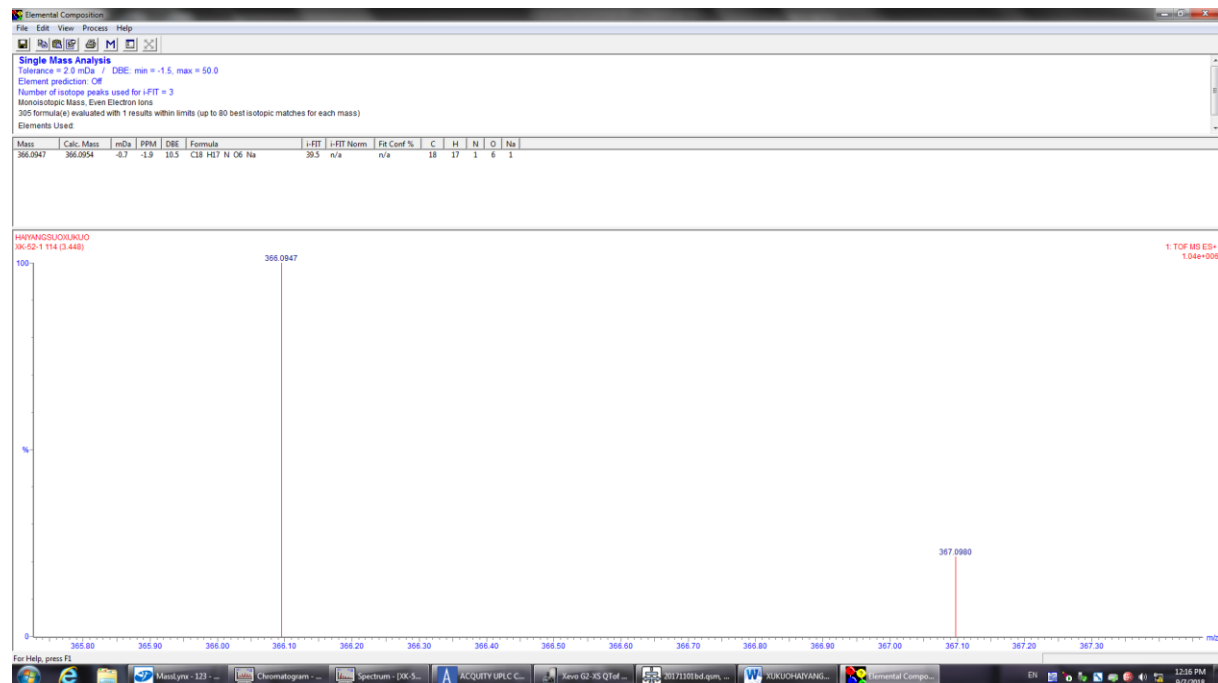 Elemental Composition
File Edit View Process Help
Single Mass Analysis
Tolerance = 2.0 mDa / DBE: min = -1.5, max = 50.0
Element prediction: Off
Number of isotope peaks used for i-FIT = 3
Monoisotopic Mass, Even Electron Ions
305 formula(e) evaluated with 1 results within limits (up to 80 best isotopic matches for each mass)
Elements Used:
Mass Calc. Mass mDa PPM DBE Formula i-FIT i-FIT Norm Fit Conf % C H N O Na
366.0947 366.0954 -0.7 -1.9 10.5 C18 H17 N O6 Na 39.5 n/a n/a 18 17 1 6 1
HAIYANGSUOXUKUO
XK-52-1 114 (3.448)
1: TOF MS ES+
1.04e+006
100
366.0947
%
367.0980
0
365.80 365.90 366.00 366.10 366.20 366.30 366.40 366.50 366.60 366.70 366.80 366.90 367.00 367.10 367.20 367.30 m/z
For Help, press F1
MassLynx - 123 - ... Chromatogram - ... Spectrum - [XK-5... ACQUITY UPLC C... Xevo G2-XS QTof ... 20171101bd.qsm, ... XUKUOHAIYANG... Elemental Compo... EN 12:16 PM
9/7/2018